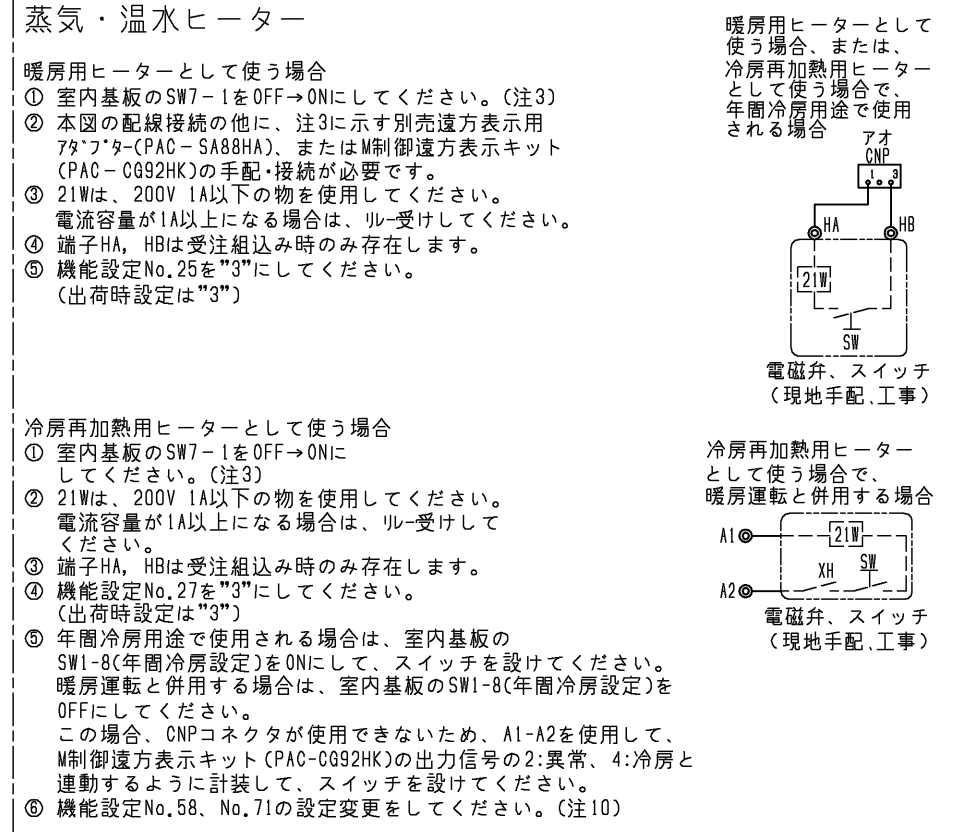 蒸気・温水ヒーター
暖房用ヒーターとして使う場合
① 室内基板のSW7-1をOFF→ONにしてください。(注3)
② 本図の配線接続の他に、注3に示す別売遠方表示用
アダプター(PAC-SA88HA)、またはM制御遠方表示キット
(PAC-CG92HK)の手配・接続が必要です。
③ 21Wは、200V 1A以下の物を使用してください。
電流容量が1A以上になる場合は、リレー受けしてください。
④ 端子HA, HBは受注組込み時のみ存在します。
⑤ 機能設定No.25を"3"にしてください。
(出荷時設定は"3")
冷房再加熱用ヒーターとして使う場合
① 室内基板のSW7-1をOFF→ONに
してください。(注3)
② 21Wは、200V 1A以下の物を使用してください。
電流容量が1A以上になる場合は、リレー受けして
ください。
③ 端子HA, HBは受注組込み時のみ存在します。
④ 機能設定No.27を"3"にしてください。
(出荷時設定は"3")
⑤ 年間冷房用途で使用される場合は、室内基板の
SW1-8(年間冷房設定)をONにして、スイッチを設けてください。
暖房運転と併用する場合は、室内基板のSW1-8(年間冷房設定)を
OFFにしてください。
この場合、CNPコネクタが使用できないため、A1-A2を使用して、
M制御遠方表示キット(PAC-CG92HK)の出力信号の2:異常、4:冷房と
連動するように計装して、スイッチを設けてください。
⑥ 機能設定No.58、No.71の設定変更をしてください。(注10)
暖房用ヒーターとして
使う場合、または、
冷房再加熱用ヒーター
として使う場合で、
年間冷房用途で使用
される場合
アオ
CNP
1 3
HA HB
21W
SW
電磁弁、スイッチ
(現地手配、工事)
冷房再加熱用ヒーター
として使う場合で、
暖房運転と併用する場合
A1 21W
XH SW
A2
電磁弁、スイッチ
(現地手配、工事)